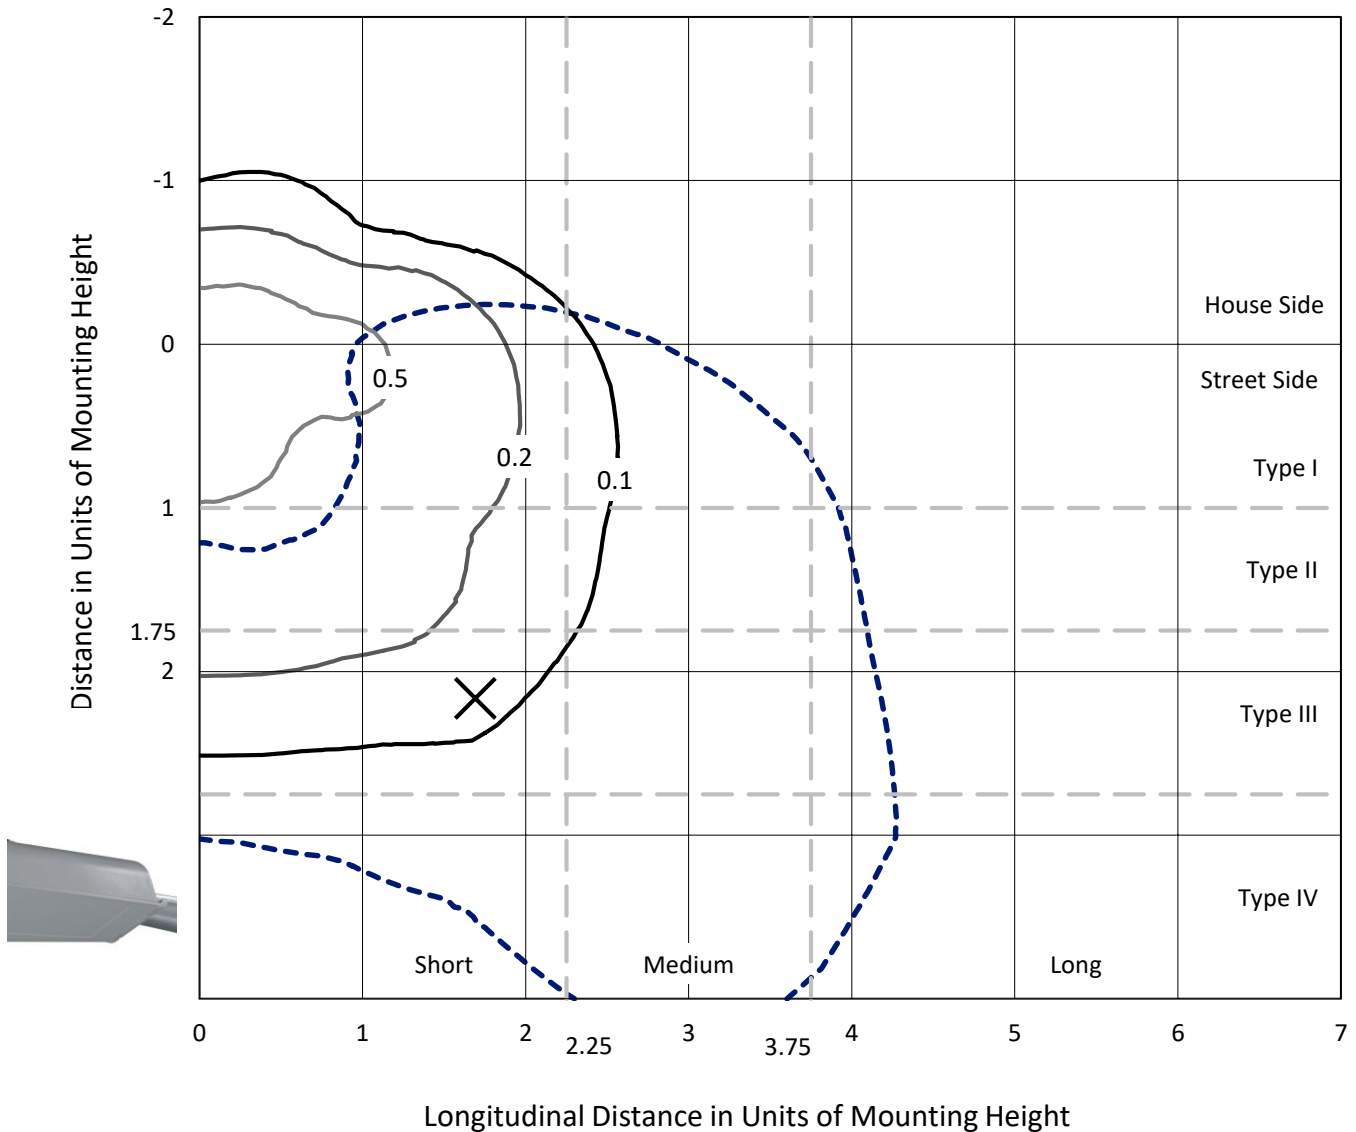 -2
-1
House Side
0
0.5
Street Side
0.2
Type I
0.1
1
Type II
1.75
2
Type III
Type IV
Short
Medium
Long
0
1
2
2.25
3
3.75
4
5
6
7
Distance in Units of Mounting Height
Longitudinal Distance in Units of Mounting Height